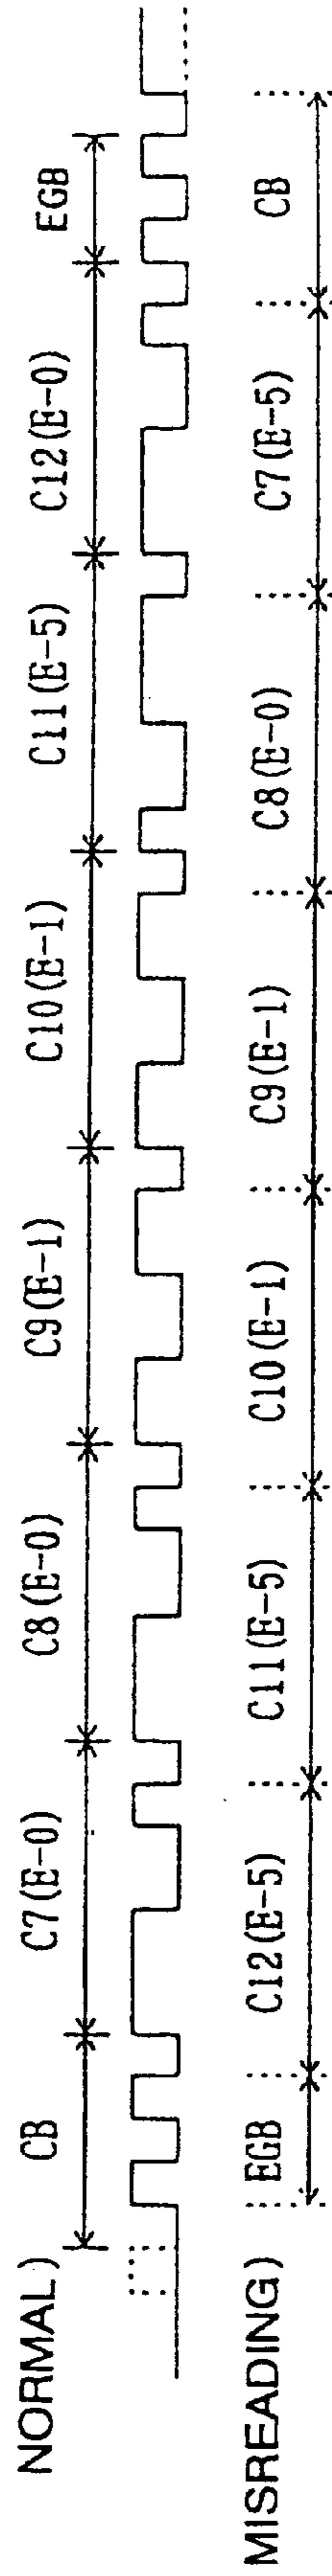 NORMAL) CB C7(E-0) C8(E-0) C9(E-1) C10(E-1) C11(E-5) C12(E-0) EGB
MISREADING) EGB C12(E-5) C11(E-5) C10(E-1) C9(E-1) C8(E-0) C7(E-5) CB